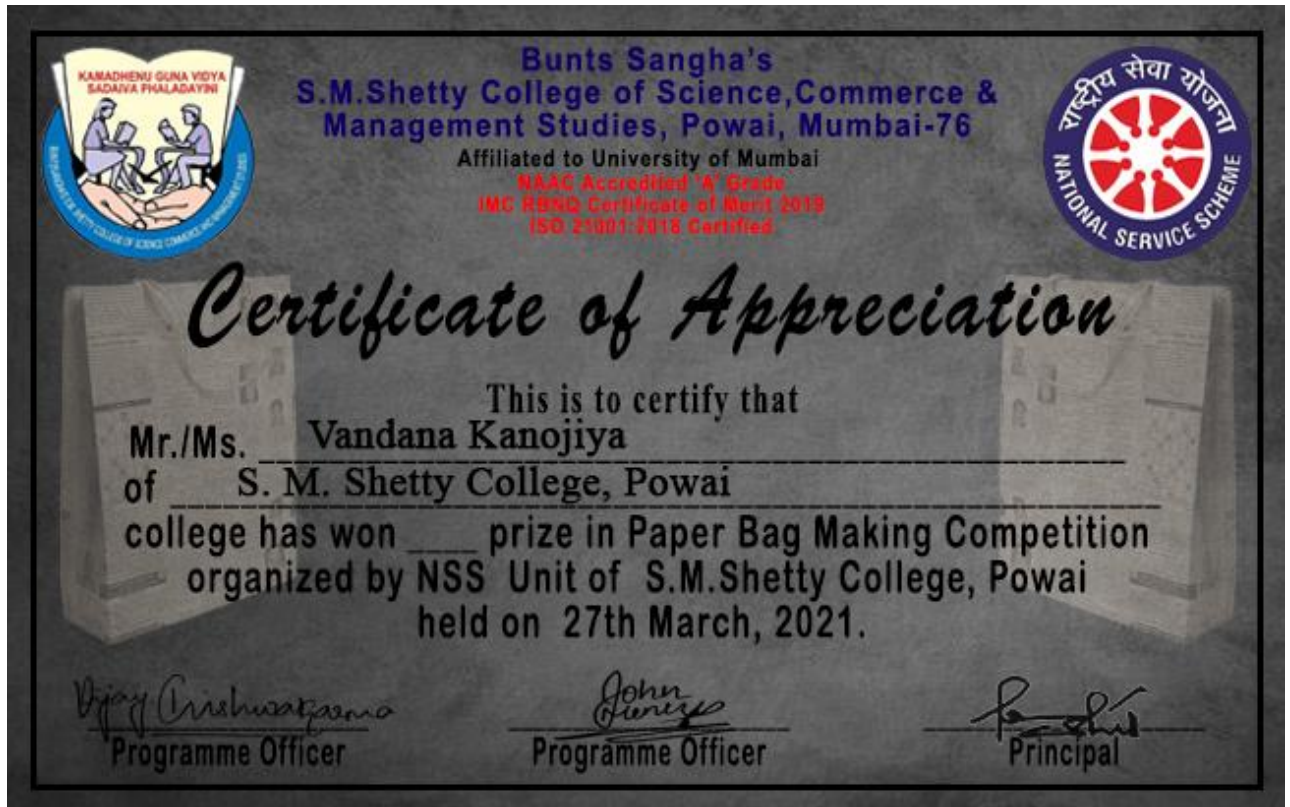 KAMADHENU GUNA VIDYA
SADAIVA PHALADAYINI
Bunts Sangha's
S.M.Shetty College of Science,Commerce &
Management Studies, Powai, Mumbai-76
Affiliated to University of Mumbai
NAAC Accredited 'A' Grade
IMC RBNQ Certificate of Merit 2019
ISO 21001:2018 Certified
राष्ट्रीय सेवा योजना
NATIONAL SERVICE SCHEME
Certificate of Appreciation
This is to certify that
Mr./Ms. Vandana Kanojiya
of S. M. Shetty College, Powai
college has won ____ prize in Paper Bag Making Competition
organized by NSS Unit of S.M.Shetty College, Powai
held on 27th March, 2021.
Vijay
John
Programme Officer Programme Officer Principal